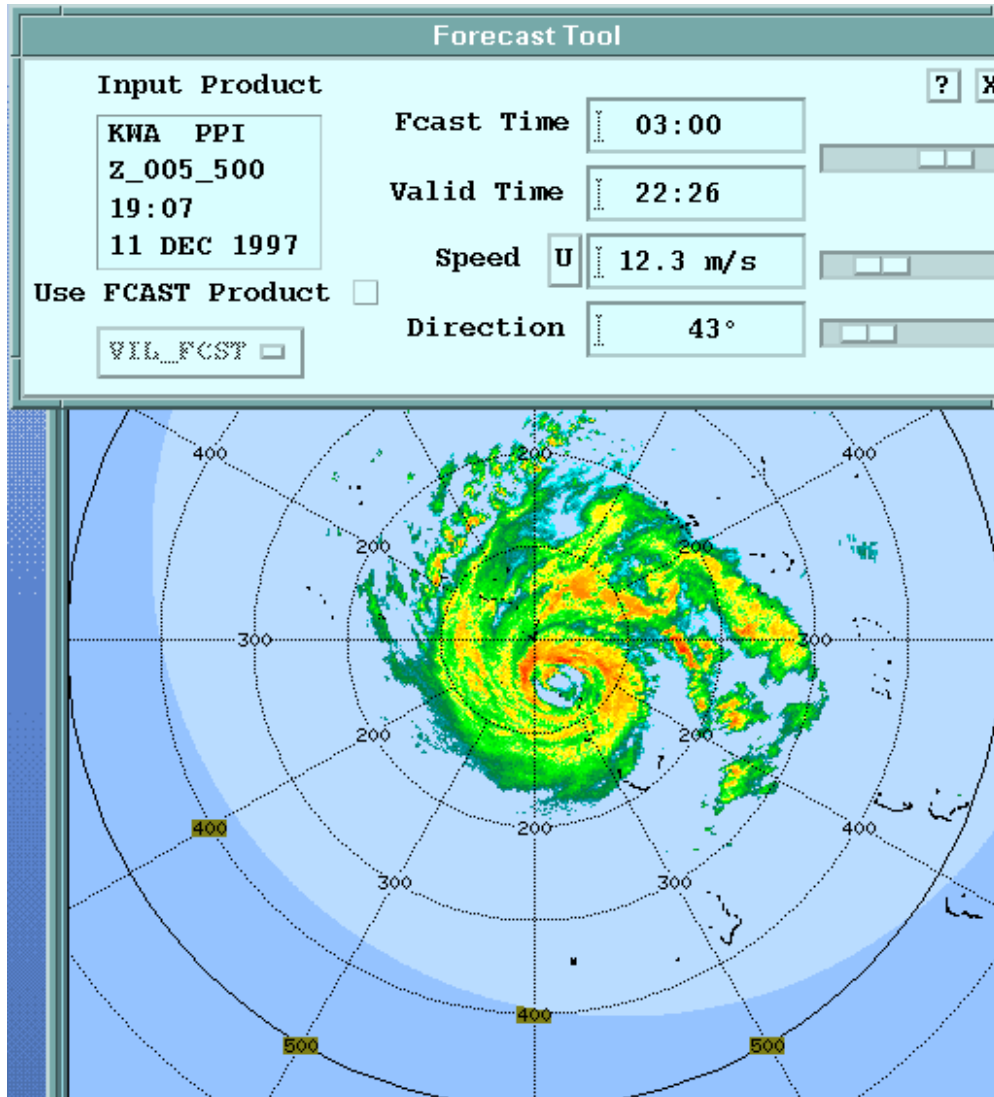 Forecast Tool
Input Product
? X
KWA PPI
Z_005_500
19:07
11 DEC 1997
Fcast Time 03:00
Valid Time 22:26
Speed U 12.3 m/s
Use FCAST Product
Direction 43°
VIL_FCST
400 200 400
200 200
300 300
200 200
400 200 400
300 300
400
500 500